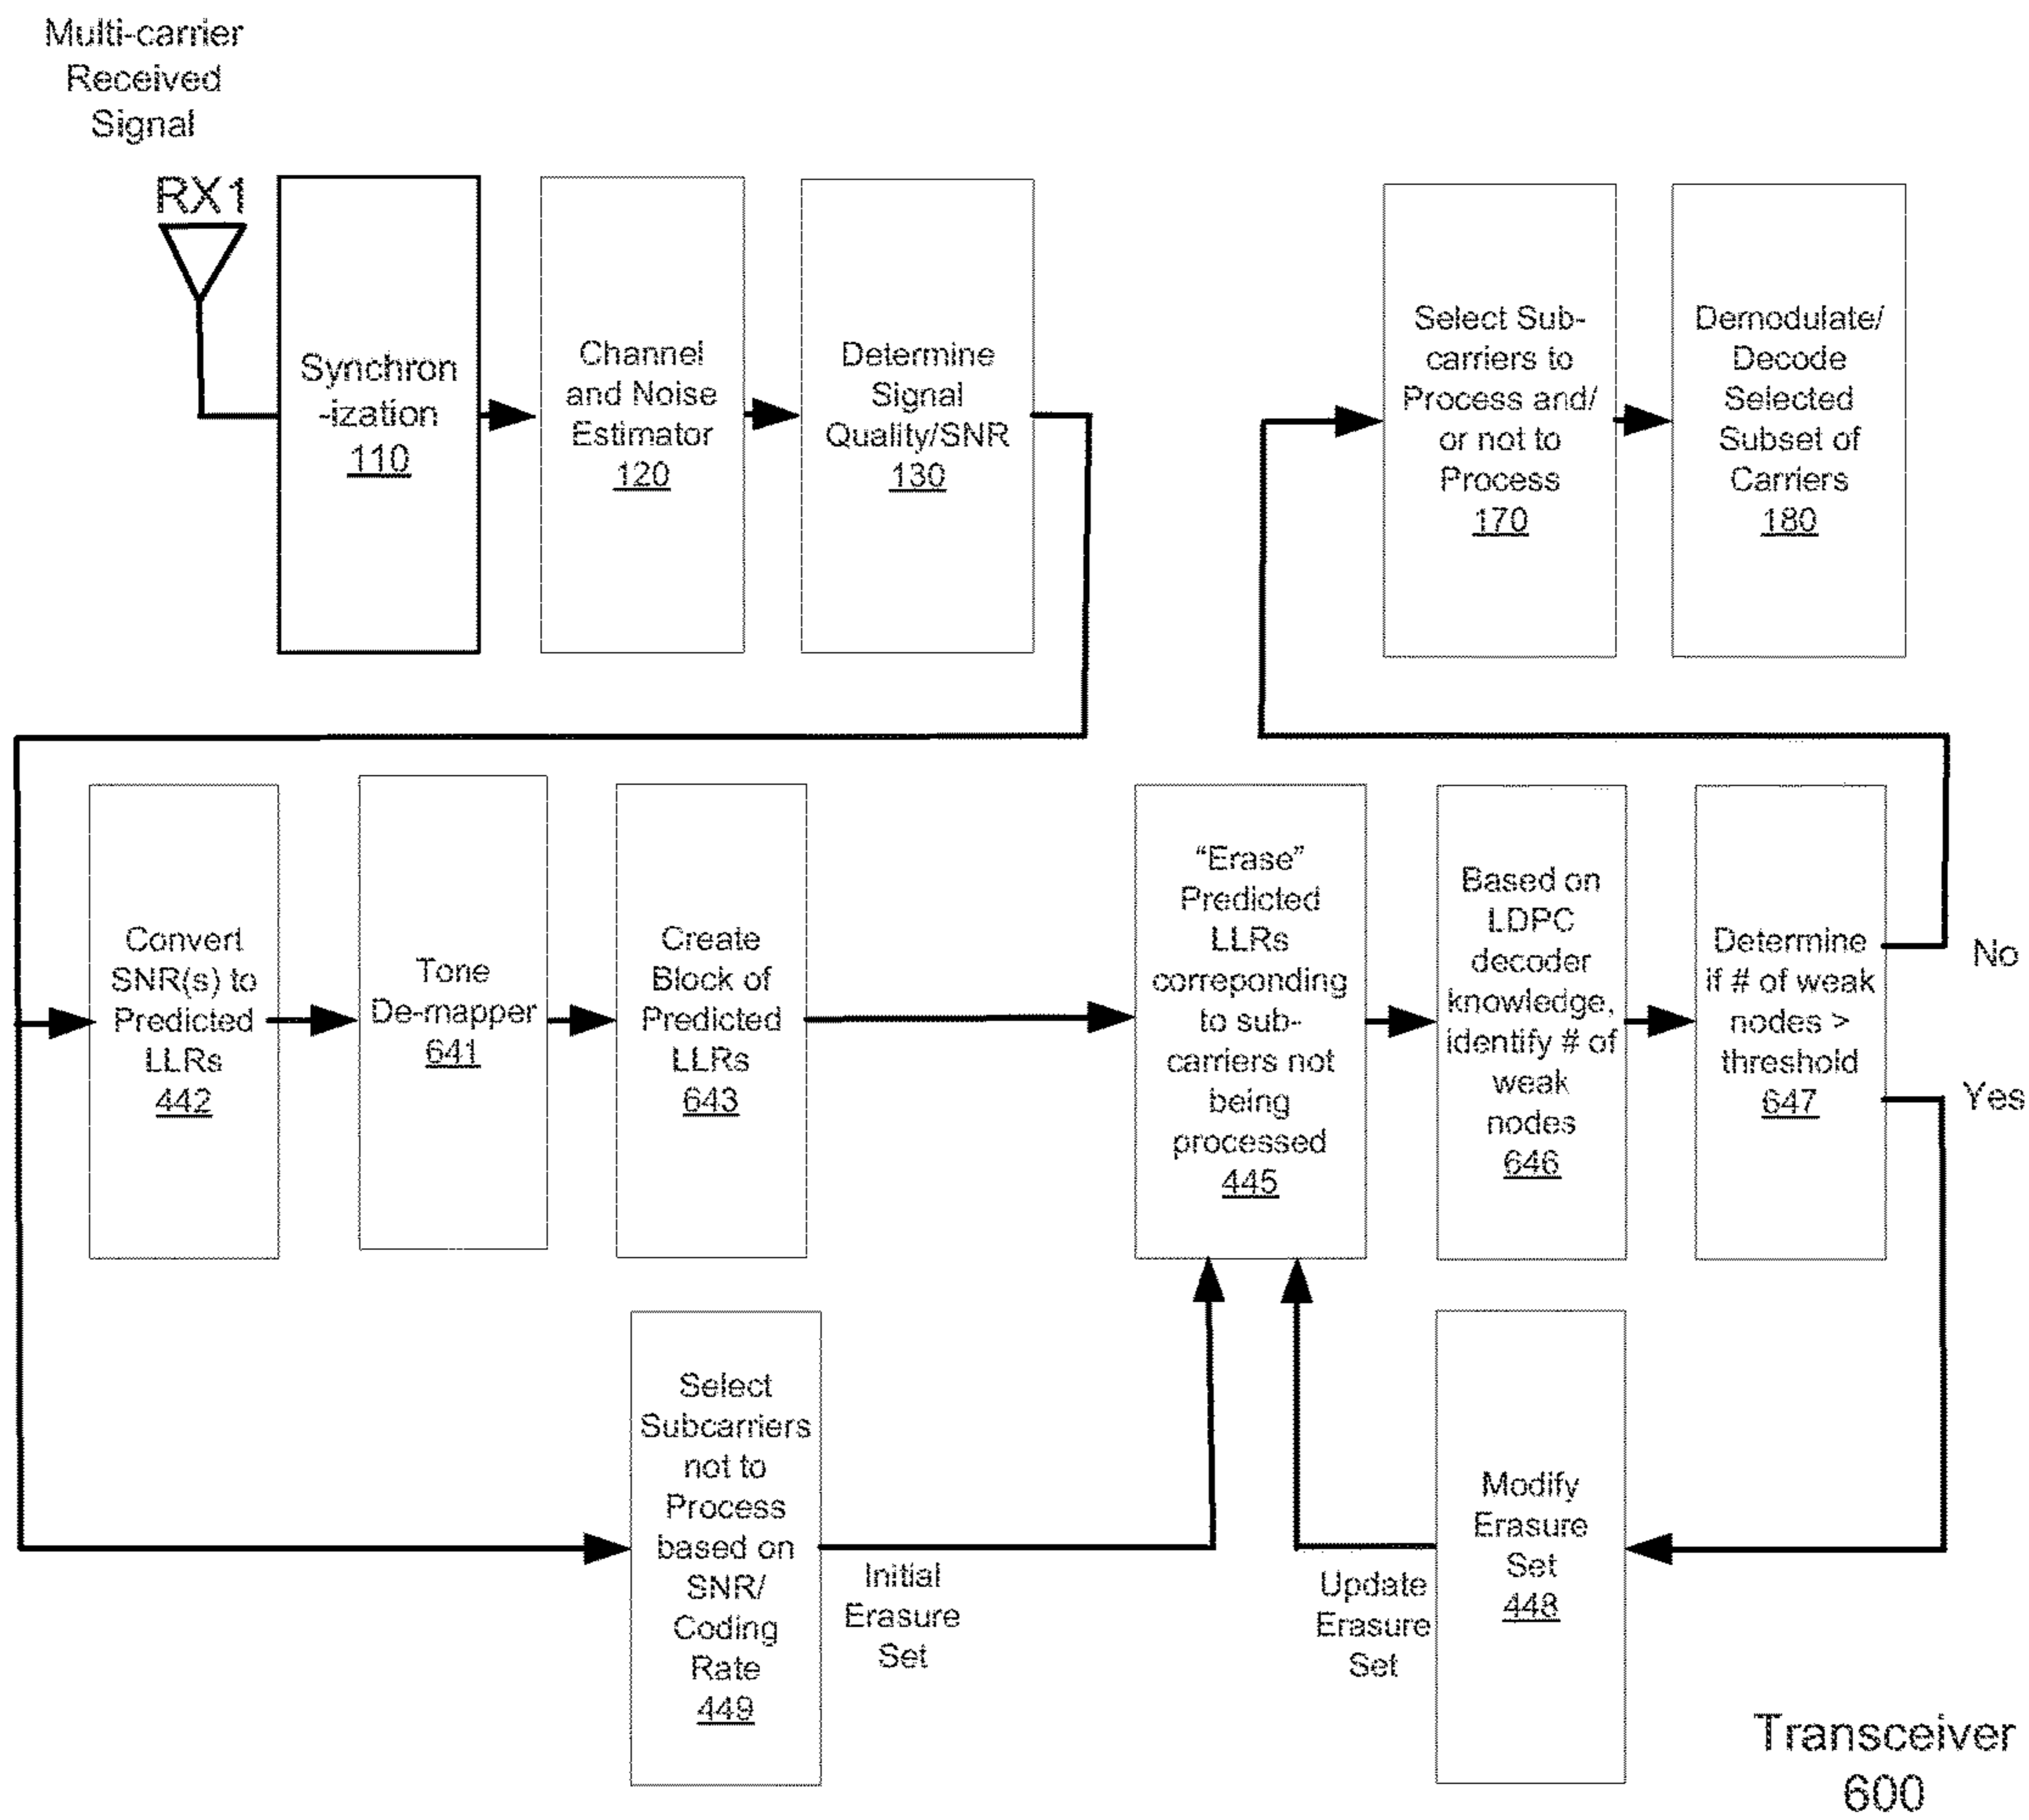 Multi-carrier
Received
Signal
RX1
Synchron
-ization
110
Channel
and Noise
Estimator
120
Determine
Signal
Quality/SNR
130
Select Sub-
carriers to
Process and/
or not to
Process
170
Demodulate/
Decode
Selected
Subset of
Carriers
180
Convert
SNR(s) to
Predicted
LLRs
442
Tone
De-mapper
641
Create
Block of
Predicted
LLRs
643
“Erase”
Predicted
LLRs
correponding
to sub-
carriers not
being
processed
445
Based on
LDPC
decoder
knowledge,
identify # of
weak
nodes
646
Determine
if # of weak
nodes >
threshold
647
No
Yes
Select
Subcarriers
not to
Process
based on
SNR/
Coding
Rate
449
Initial
Erasure
Set
Update
Erasure
Set
Modify
Erasure
Set
448
Transceiver
600